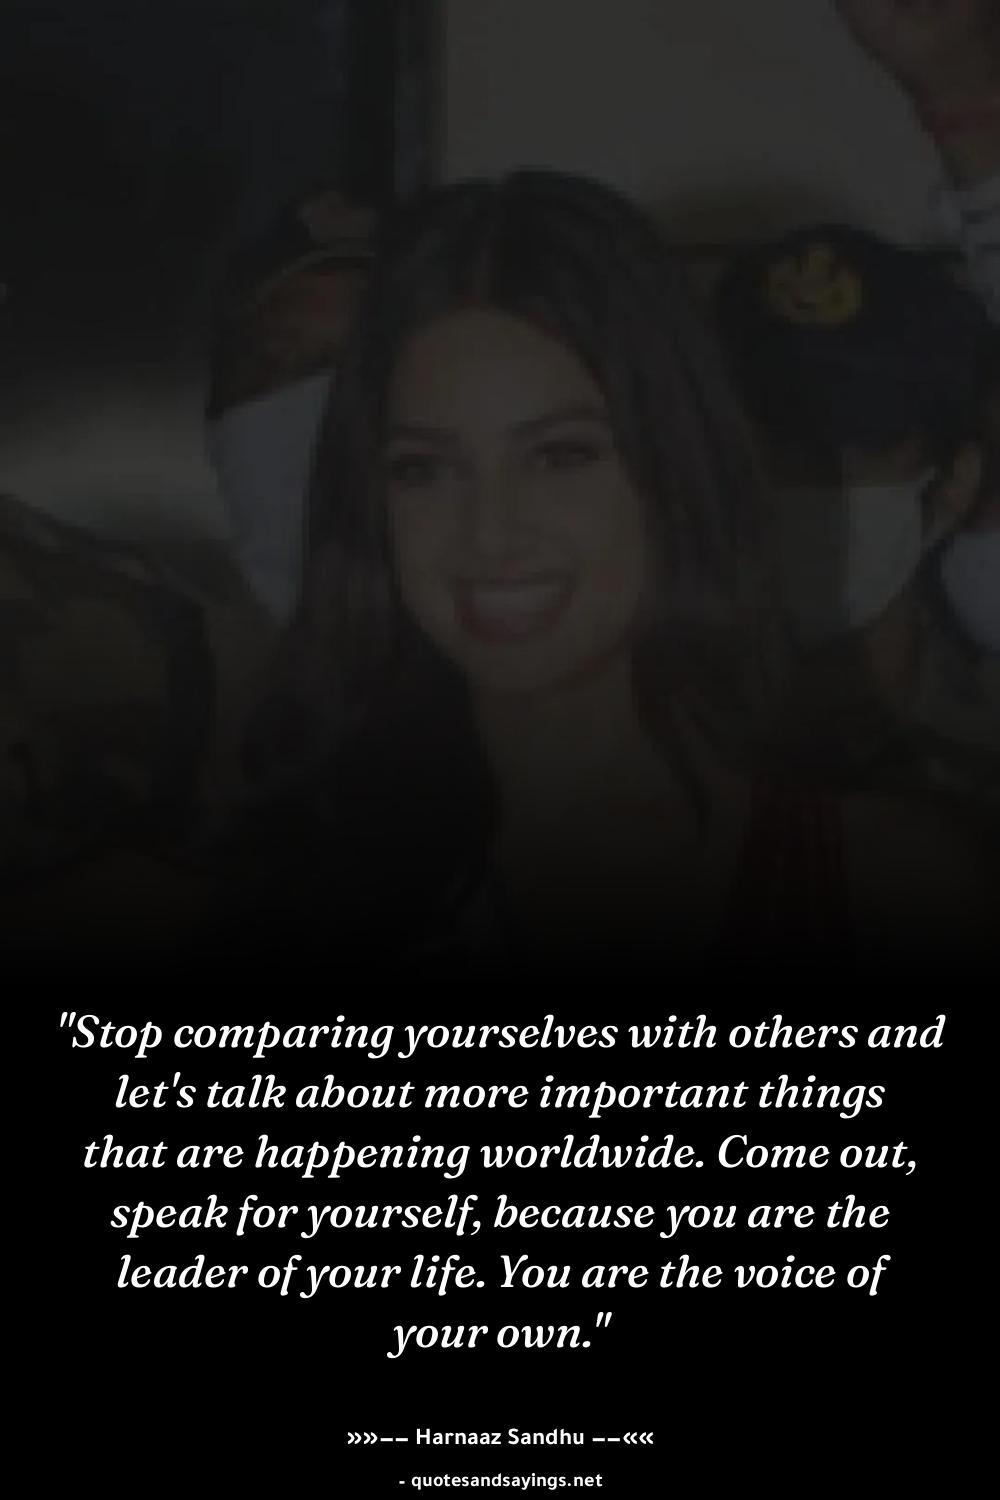 "Stop comparing yourselves with others and
let's talk about more important things
that are happening worldwide. Come out,
speak for yourself, because you are the
leader of your life. You are the voice of
your own."
»»–– Harnaaz Sandhu ––««
- quotesandsayings.net